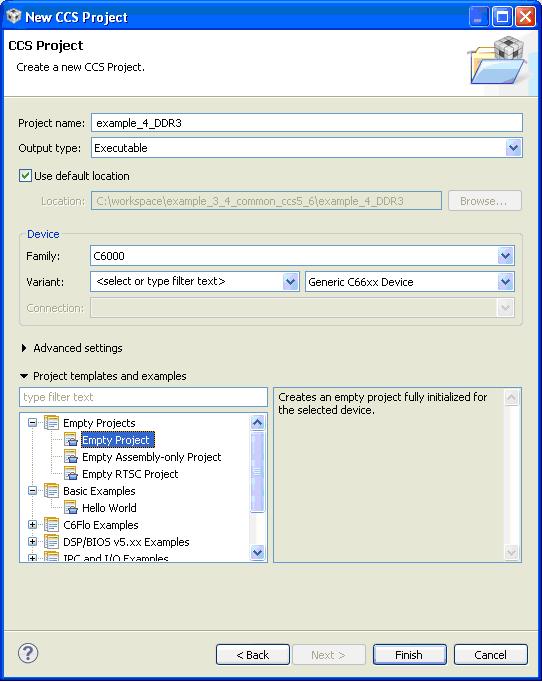 New CCS Project
CCS Project
Create a new CCS Project.
Project name: example_4_DDR3
Output type: Executable
Use default location
Location: C:\workspace\example_3_4_common_ccs5_6\example_4_DDR3 Browse...
Device
Family: C6000
Variant: <select or type filter text> Generic C66xx Device
Connection:
Advanced settings
Project templates and examples
type filter text
Creates an empty project fully initialized for
the selected device.
Empty Projects
Empty Project
Empty Assembly-only Project
Empty RTSC Project
Basic Examples
Hello World
C6Flo Examples
DSP/BIOS v5.xx Examples
IPC and I/O Examples
< Back Next > Finish Cancel